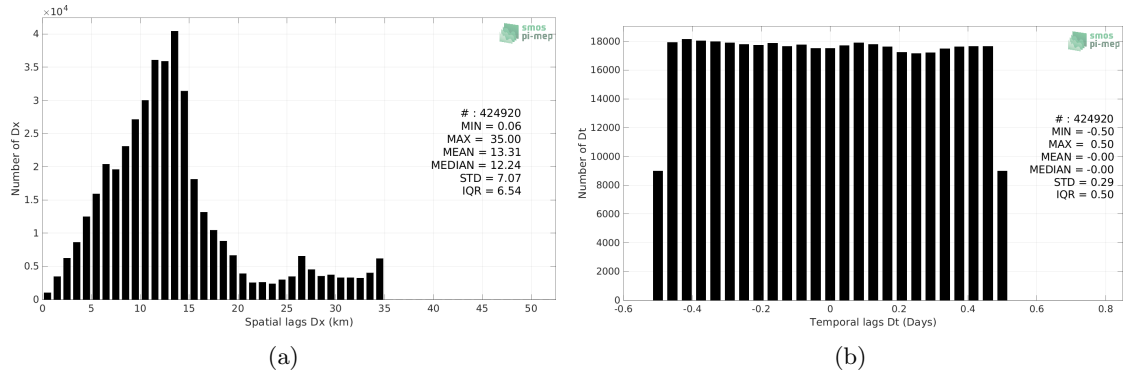 ×10⁴
4
3.5
3
2.5
2
1.5
1
0.5
0
Number of Dx
0 5 10 15 20 25 30 35 40 45 50
Spatial lags Dx (km)
smos
pi-mep
# : 424920
MIN = 0.06
MAX = 35.00
MEAN = 13.31
MEDIAN = 12.24
STD = 7.07
IQR = 6.54
(a)
18000
16000
14000
12000
10000
8000
6000
4000
2000
0
Number of Dt
-0.6 -0.4 -0.2 0 0.2 0.4 0.6 0.8
Temporal lags Dt (Days)
smos
pi-mep
# : 424920
MIN = -0.50
MAX = 0.50
MEAN = -0.00
MEDIAN = -0.00
STD = 0.29
IQR = 0.50
(b)